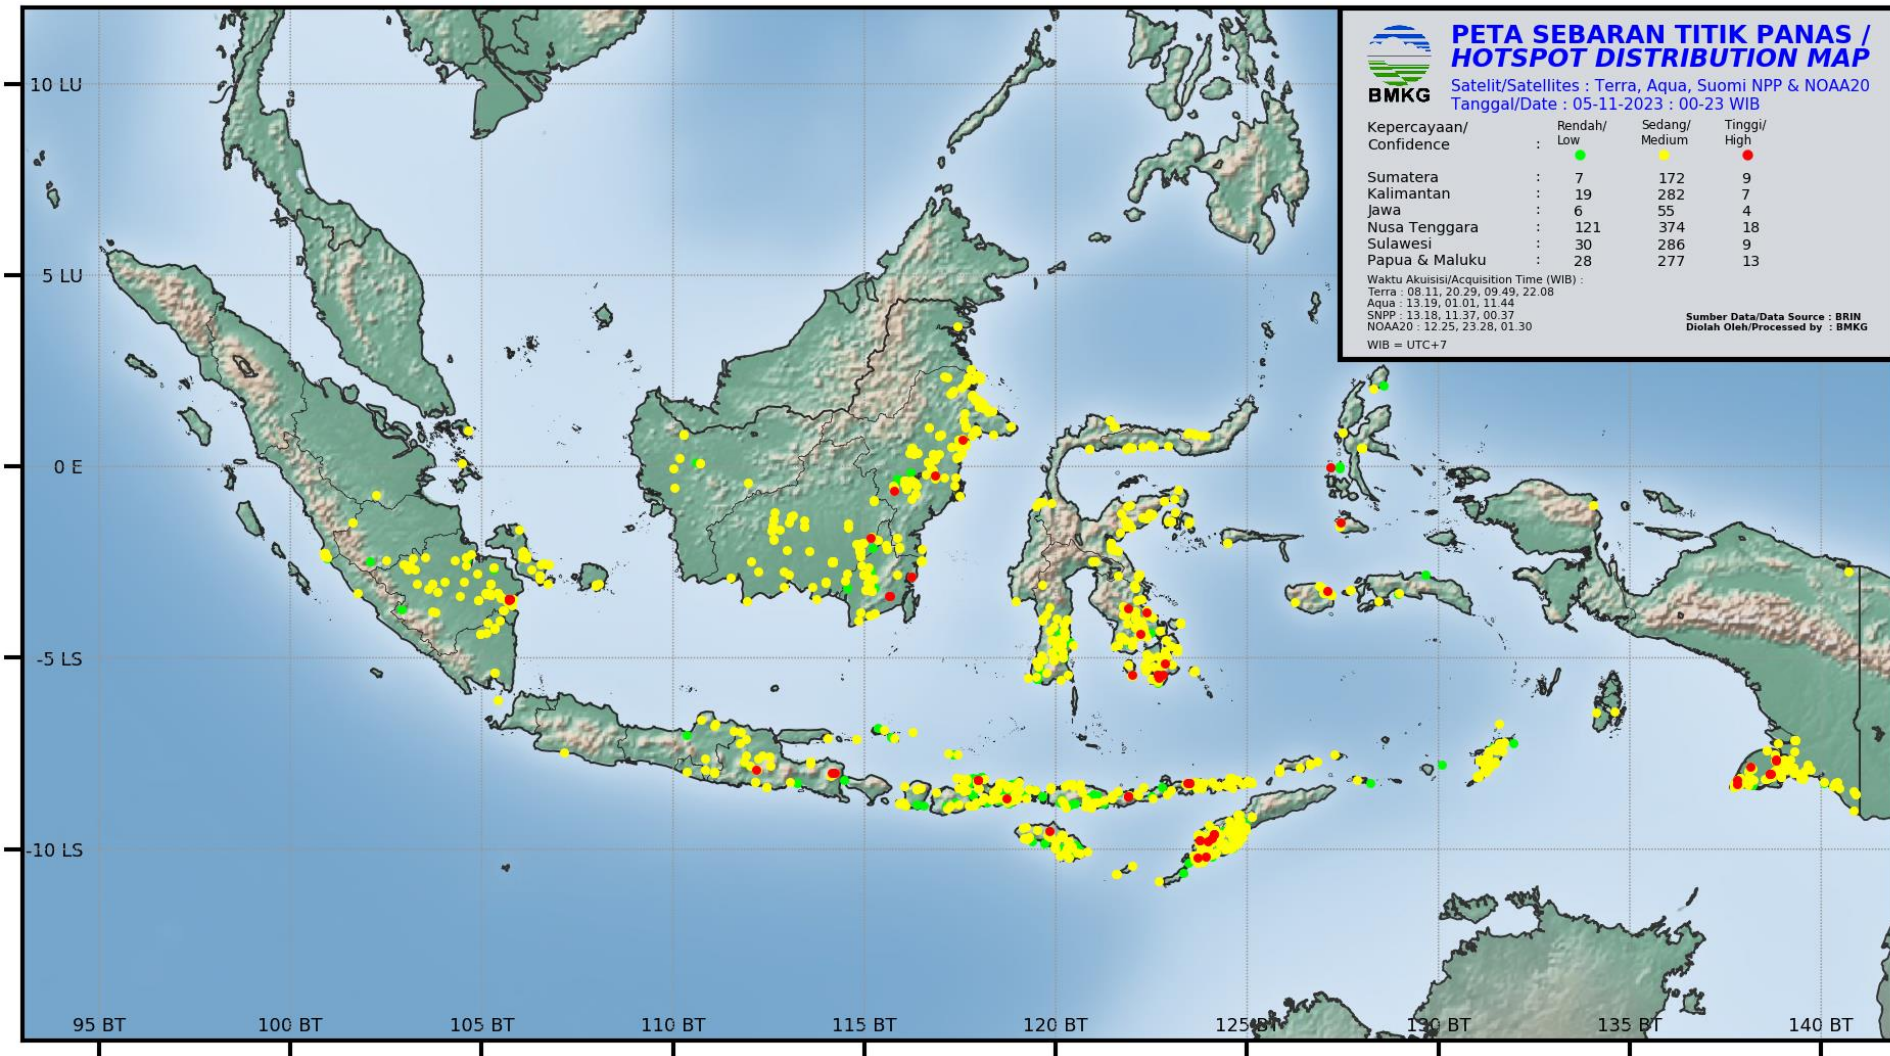 PETA SEBARAN TITIK PANAS /
HOTSPOT DISTRIBUTION MAP
Satelit/Satellites : Terra, Aqua, Suomi NPP & NOAA20
Tanggal/Date : 05-11-2023 : 00-23 WIB
BMKG
Kepercayaan/ Rendah/ Sedang/ Tinggi/
Confidence : Low Medium High
Sumatera : 7 172 9
Kalimantan : 19 282 7
Jawa : 6 55 4
Nusa Tenggara : 121 374 18
Sulawesi : 30 286 9
Papua & Maluku : 28 277 13
Waktu Akuisisi/Acquisition Time (WIB) :
Terra : 08.11, 20.29, 09.49, 22.08
Aqua : 13.19, 01.01, 11.44
SNPP : 13.18, 11.37, 00.37
NOAA20 : 12.25, 23.28, 01.30
WIB = UTC+7
Sumber Data/Data Source : BRIN
Diolah Oleh/Processed by : BMKG
10 LU
5 LU
0 E
-5 LS
-10 LS
95 BT 100 BT 105 BT 110 BT 115 BT 120 BT 125 BT 130 BT 135 BT 140 BT